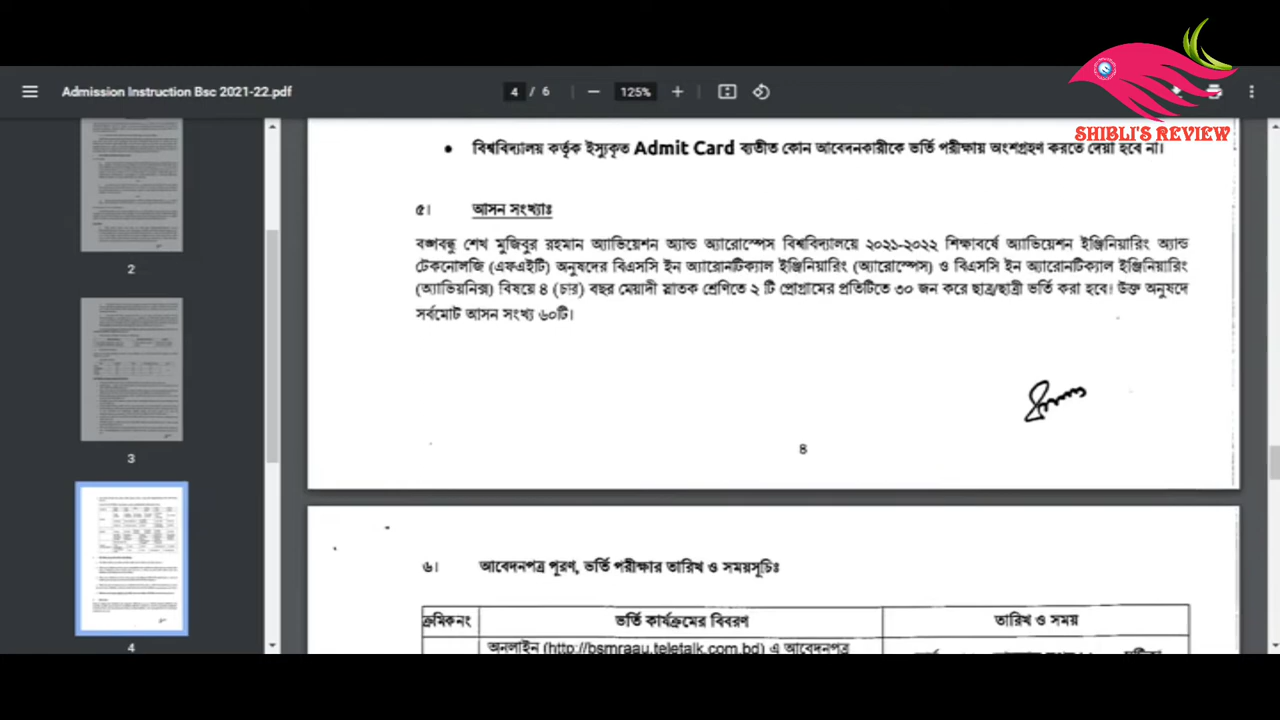 SHIBLI'S REVIEW
Admission Instruction Bsc 2021-22.pdf
4 / 6
125%
2
3
4
• বিশ্ববিদ্যালয় কর্তৃক ইস্যুকৃত Admit Card ব্যতীত কোন আবেদনকারীকে ভর্তি পরীক্ষায় অংশগ্রহণ করতে দেয়া হবে না।
৫। আসন সংখ্যাঃ
বঙ্গবন্ধু শেখ মুজিবুর রহমান অ্যাভিয়েশন অ্যান্ড অ্যারোস্পেস বিশ্ববিদ্যালয়ে ২০২১-২০২২ শিক্ষাবর্ষে অ্যাভিয়েশন ইঞ্জিনিয়ারিং অ্যান্ড
টেকনোলজি (এফএইটি) অনুষদের বিএসসি ইন অ্যারোনটিক্যাল ইঞ্জিনিয়ারিং (অ্যারোস্পেস) ও বিএসসি ইন অ্যারোনটিক্যাল ইঞ্জিনিয়ারিং
(অ্যাভিয়নিক্স) বিষয়ে ৪ (চার) বছর মেয়াদী স্নাতক শ্রেণিতে ২ টি প্রোগ্রামের প্রতিটিতে ৩০ জন করে ছাত্র/ছাত্রী ভর্তি করা হবে। উক্ত অনুষদে
সর্বমোট আসন সংখ্য ৬০টি।
৪
৬। আবেদনপত্র পূরণ, ভর্তি পরীক্ষার তারিখ ও সময়সূচিঃ
ক্রমিকনং ভর্তি কার্যক্রমের বিবরণ তারিখ ও সময়
অনলাইন (http://bsmraau.teletalk.com.bd) এ আবেদনপত্র